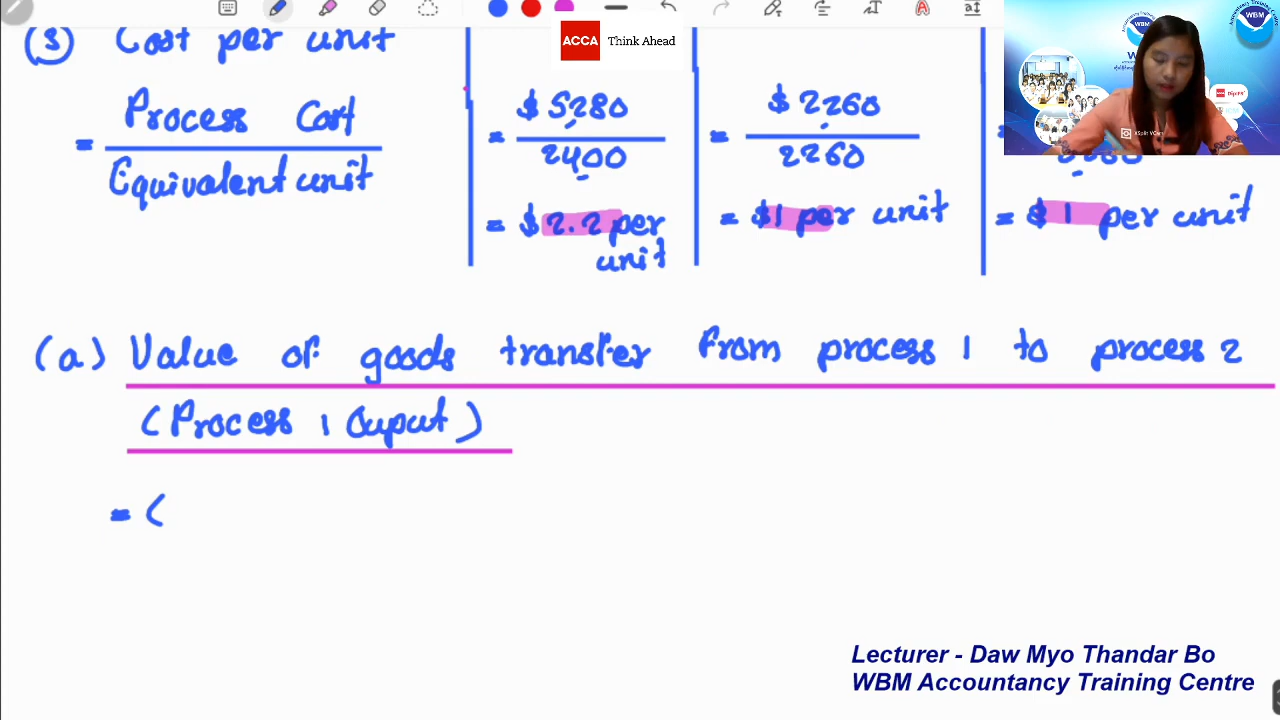 ACCA Think Ahead
(3) Cost per unit
= Process Cost
Equivalent unit
= $ 5280
2400
= $ 2.2 per
unit
= $ 2260
2260
= $1 per unit
= $ 1 per unit
(a) Value of goods transfer from process 1 to process 2
(Process 1 Ouput)
= (
Lecturer - Daw Myo Thandar Bo
WBM Accountancy Training Centre